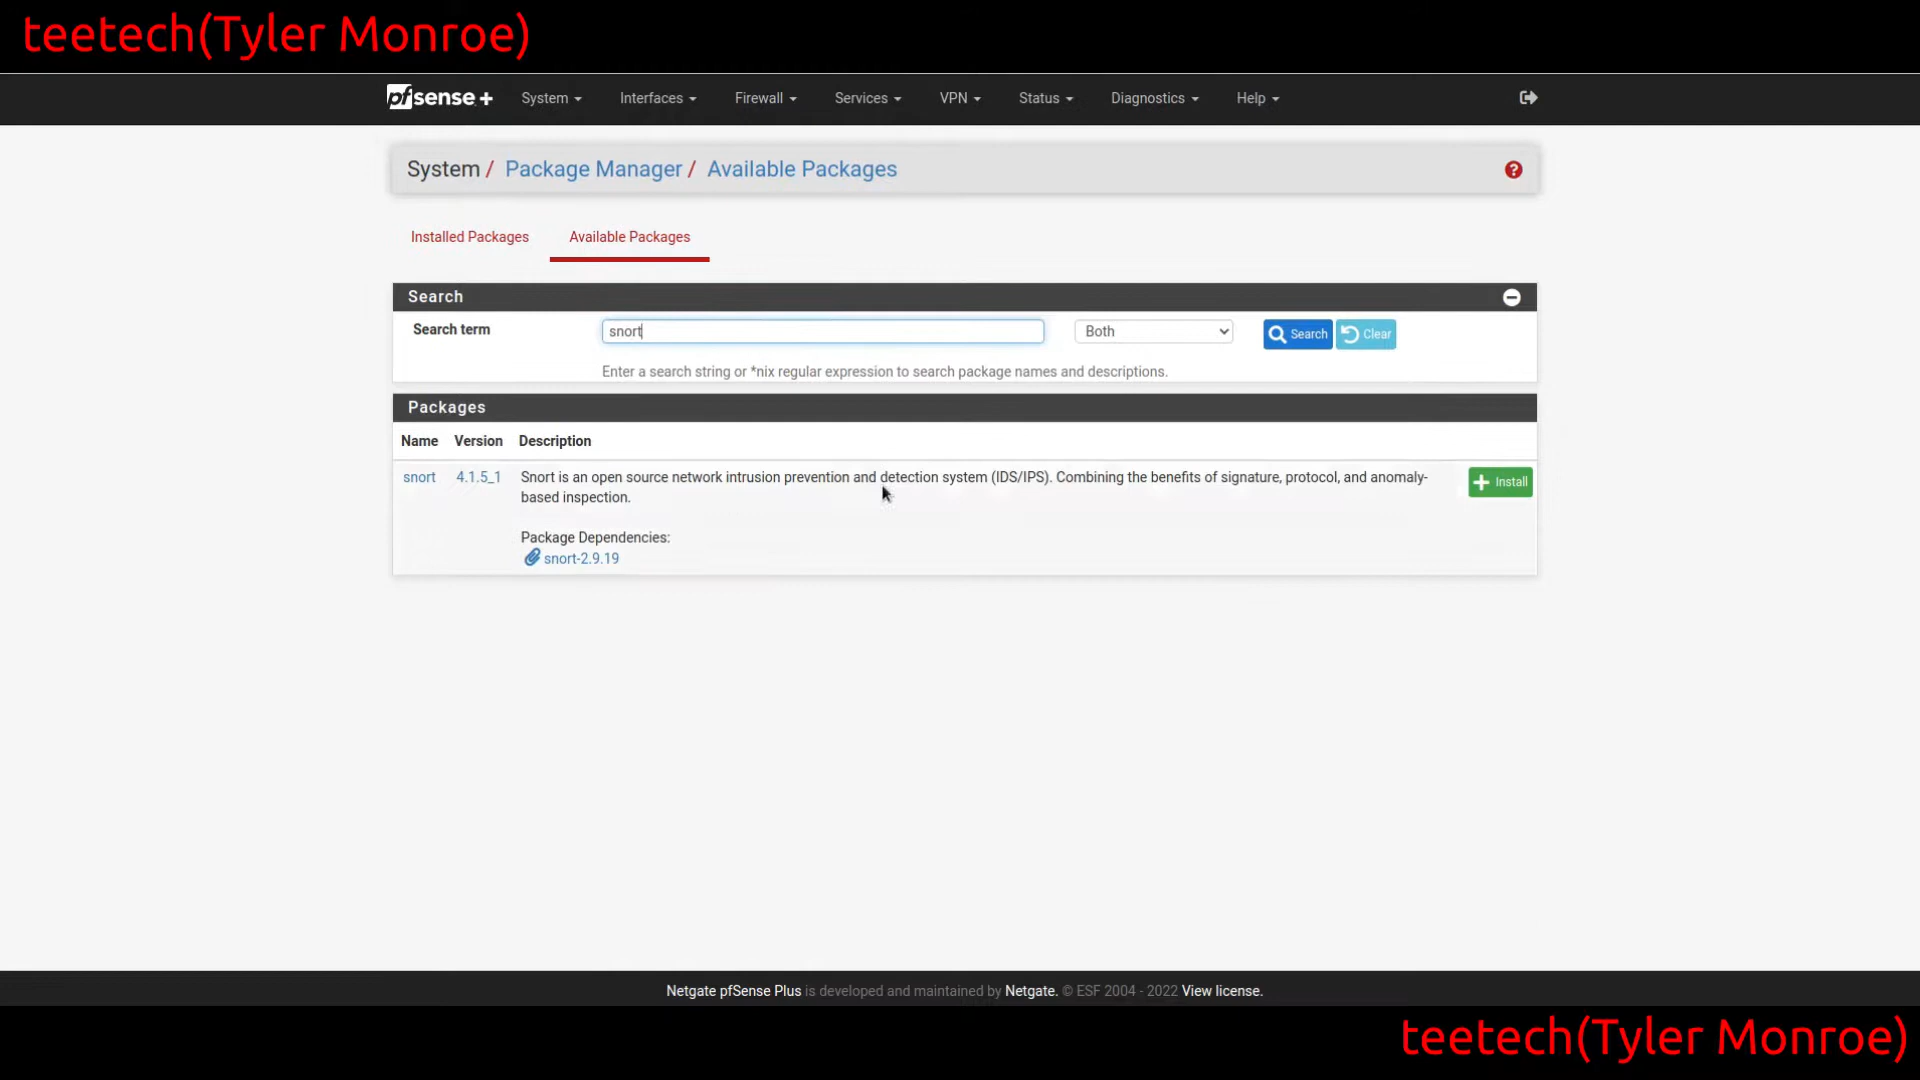 teetech(Tyler Monroe)
pfsense + System Interfaces Firewall Services VPN Status Diagnostics Help
System / Package Manager / Available Packages ?
Installed Packages Available Packages
Search
Search term snort Both Search Clear
Enter a search string or *nix regular expression to search package names and descriptions.
Packages
Name Version Description
snort 4.1.5_1 Snort is an open source network intrusion prevention and detection system (IDS/IPS). Combining the benefits of signature, protocol, and anomaly- + Install
based inspection.
Package Dependencies:
snort-2.9.19
Netgate pfSense Plus is developed and maintained by Netgate. © ESF 2004 - 2022 View license.
teetech(Tyler Monroe)